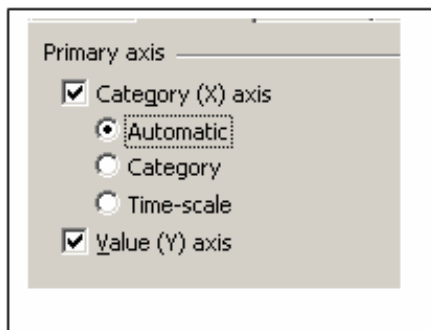 Primary axis
Category (X) axis
Automatic
Category
Time-scale
Value (Y) axis